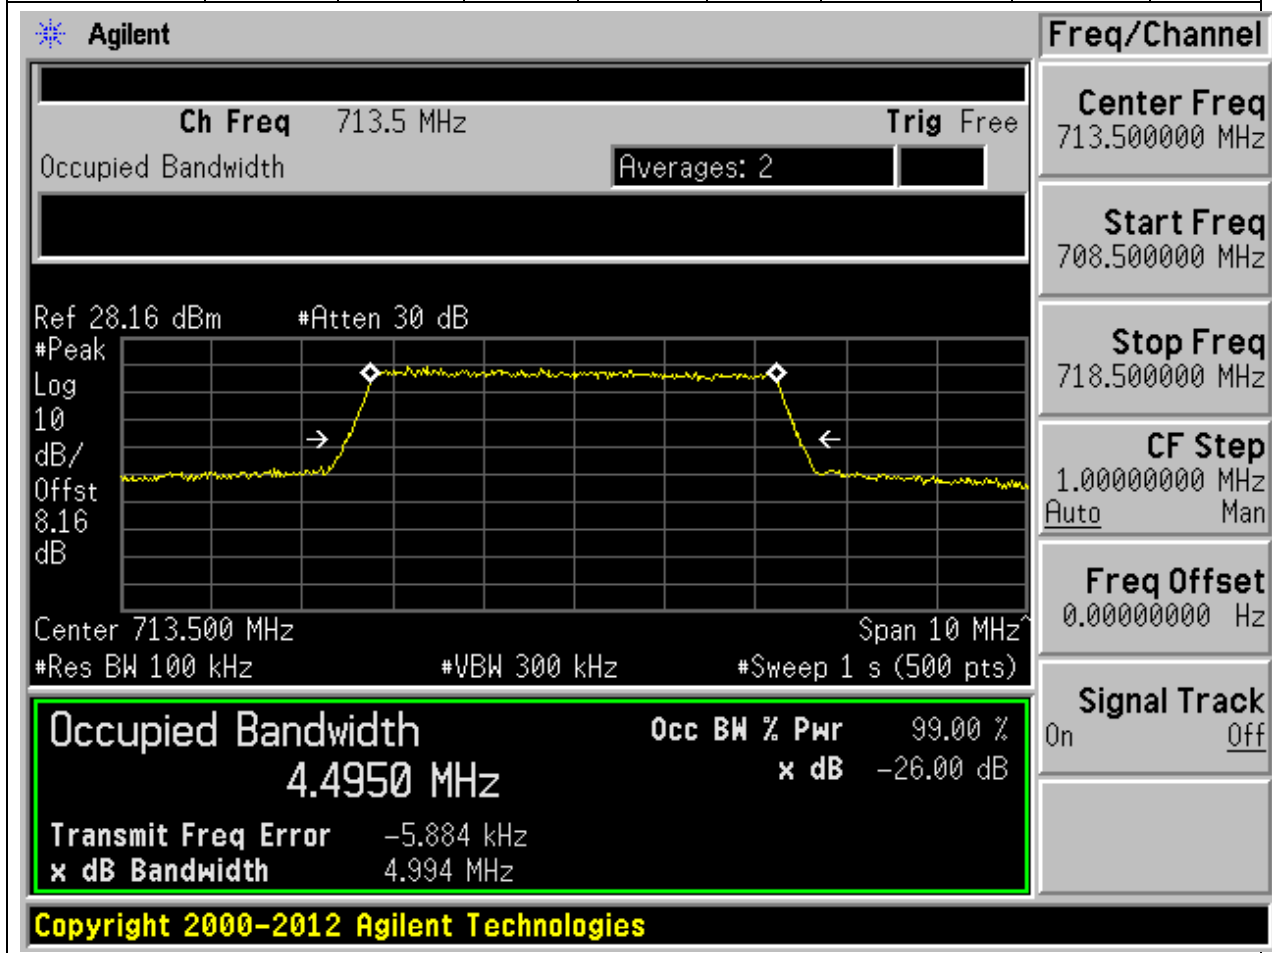 Agilent
Freq/Channel
Ch Freq 713.5 MHz Trig Free
Occupied Bandwidth Averages: 2
Center Freq
713.500000 MHz
Start Freq
708.500000 MHz
Stop Freq
718.500000 MHz
CF Step
1.00000000 MHz
Auto Man
Freq Offset
0.00000000 Hz
Signal Track
On Off
Ref 28.16 dBm #Atten 30 dB
#Peak
Log
10
dB/
Offst
8.16
dB
Center 713.500 MHz Span 10 MHz^
#Res BW 100 kHz #VBW 300 kHz #Sweep 1 s (500 pts)
Occupied Bandwidth Occ BW % Pwr 99.00 %
4.4950 MHz x dB -26.00 dB
Transmit Freq Error -5.884 kHz
x dB Bandwidth 4.994 MHz
Copyright 2000-2012 Agilent Technologies